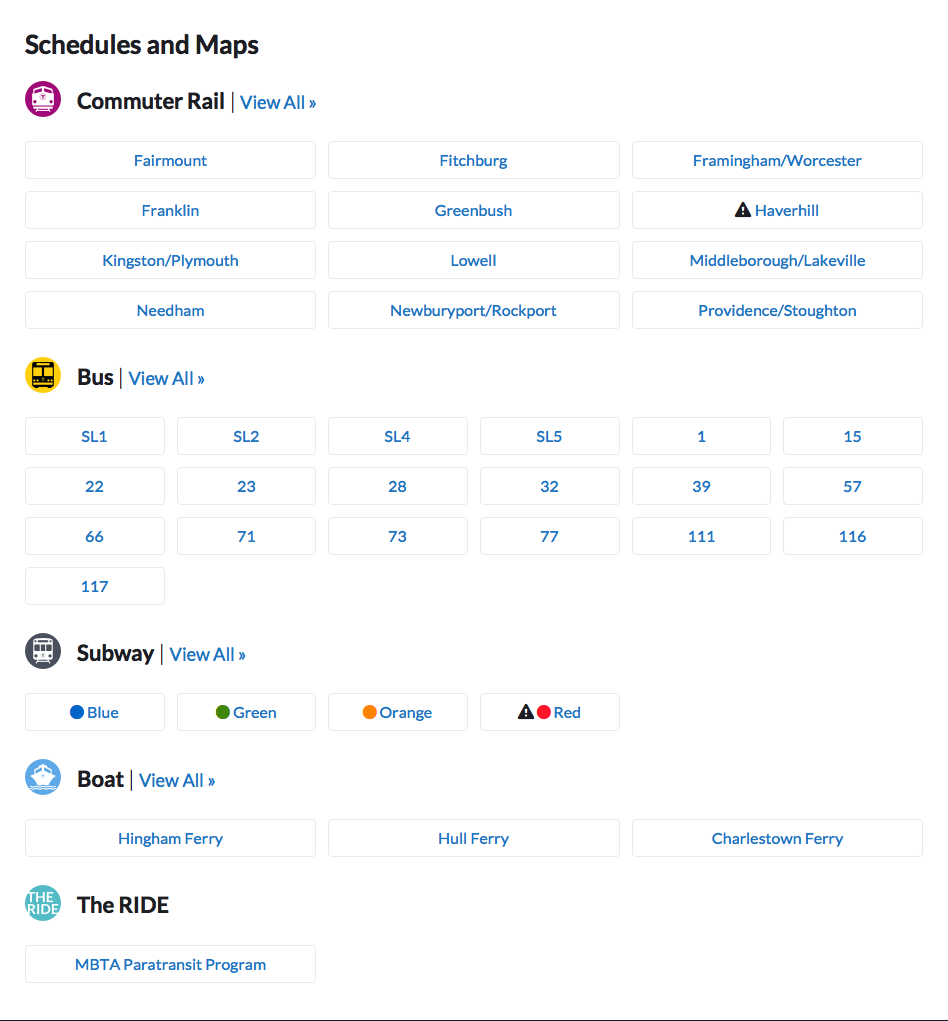 Schedules and Maps
Commuter Rail | View All »
Fairmount Fitchburg Framingham/Worcester
Franklin Greenbush Haverhill
Kingston/Plymouth Lowell Middleborough/Lakeville
Needham Newburyport/Rockport Providence/Stoughton
Bus | View All »
SL1 SL2 SL4 SL5 1 15
22 23 28 32 39 57
66 71 73 77 111 116
117
Subway | View All »
Blue Green Orange Red
Boat | View All »
Hingham Ferry Hull Ferry Charlestown Ferry
THE
RIDE
The RIDE
MBTA Paratransit Program